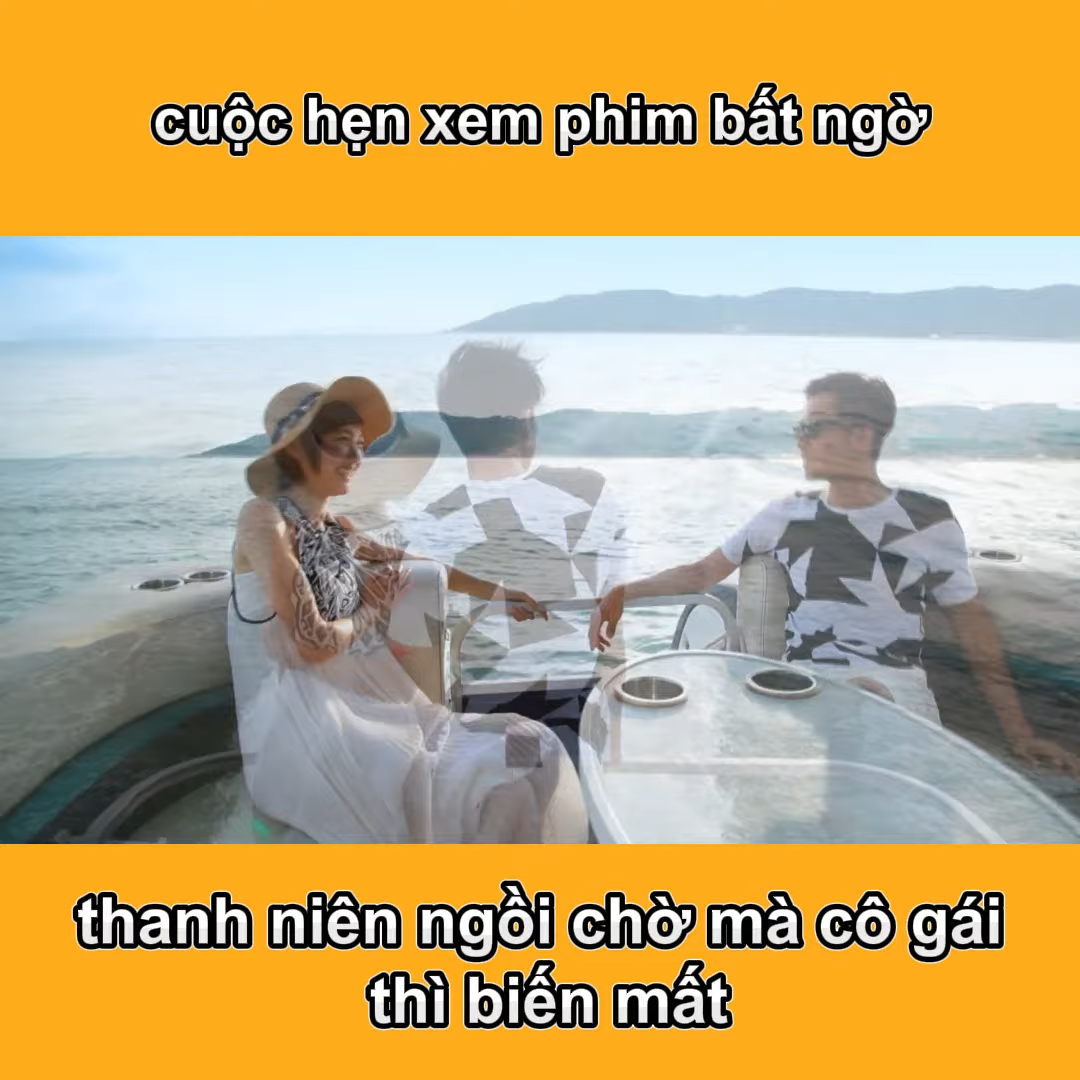 cuộc hẹn xem phim bất ngờ
thanh niên ngồi chờ mà cô gái
thì biến mất